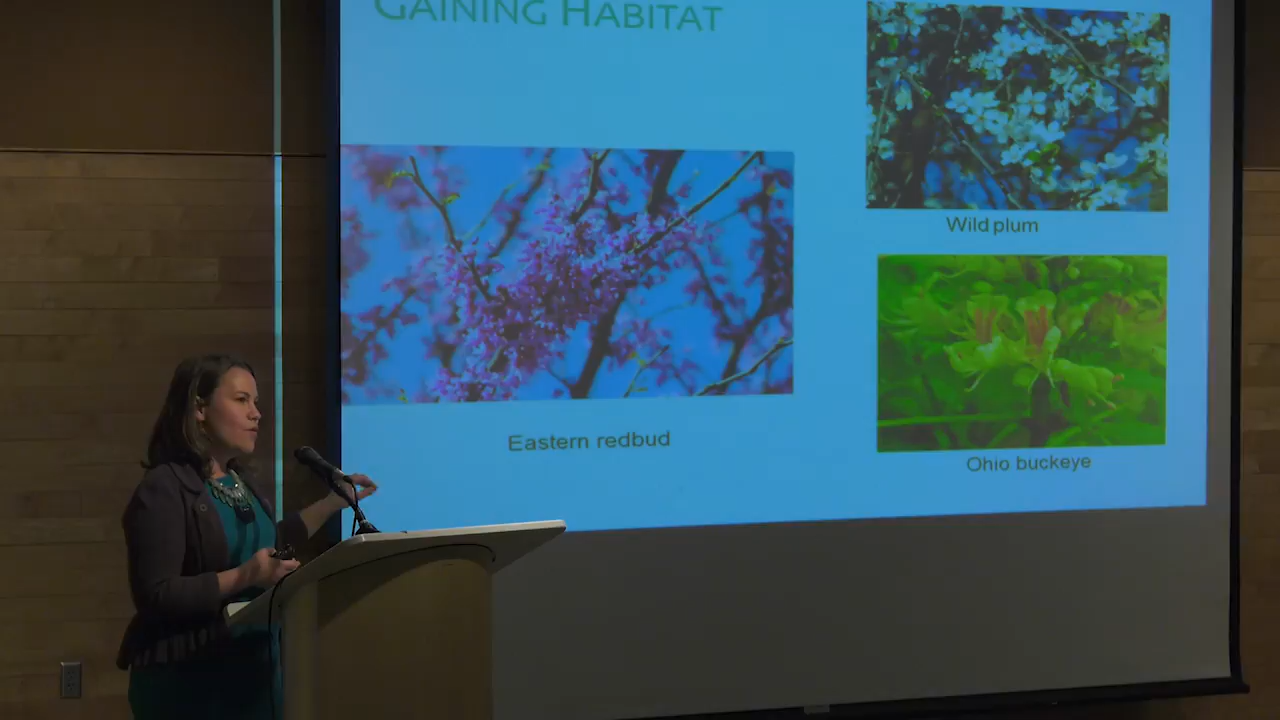 GAINING HABITAT
Wild plum
Eastern redbud
Ohio buckeye